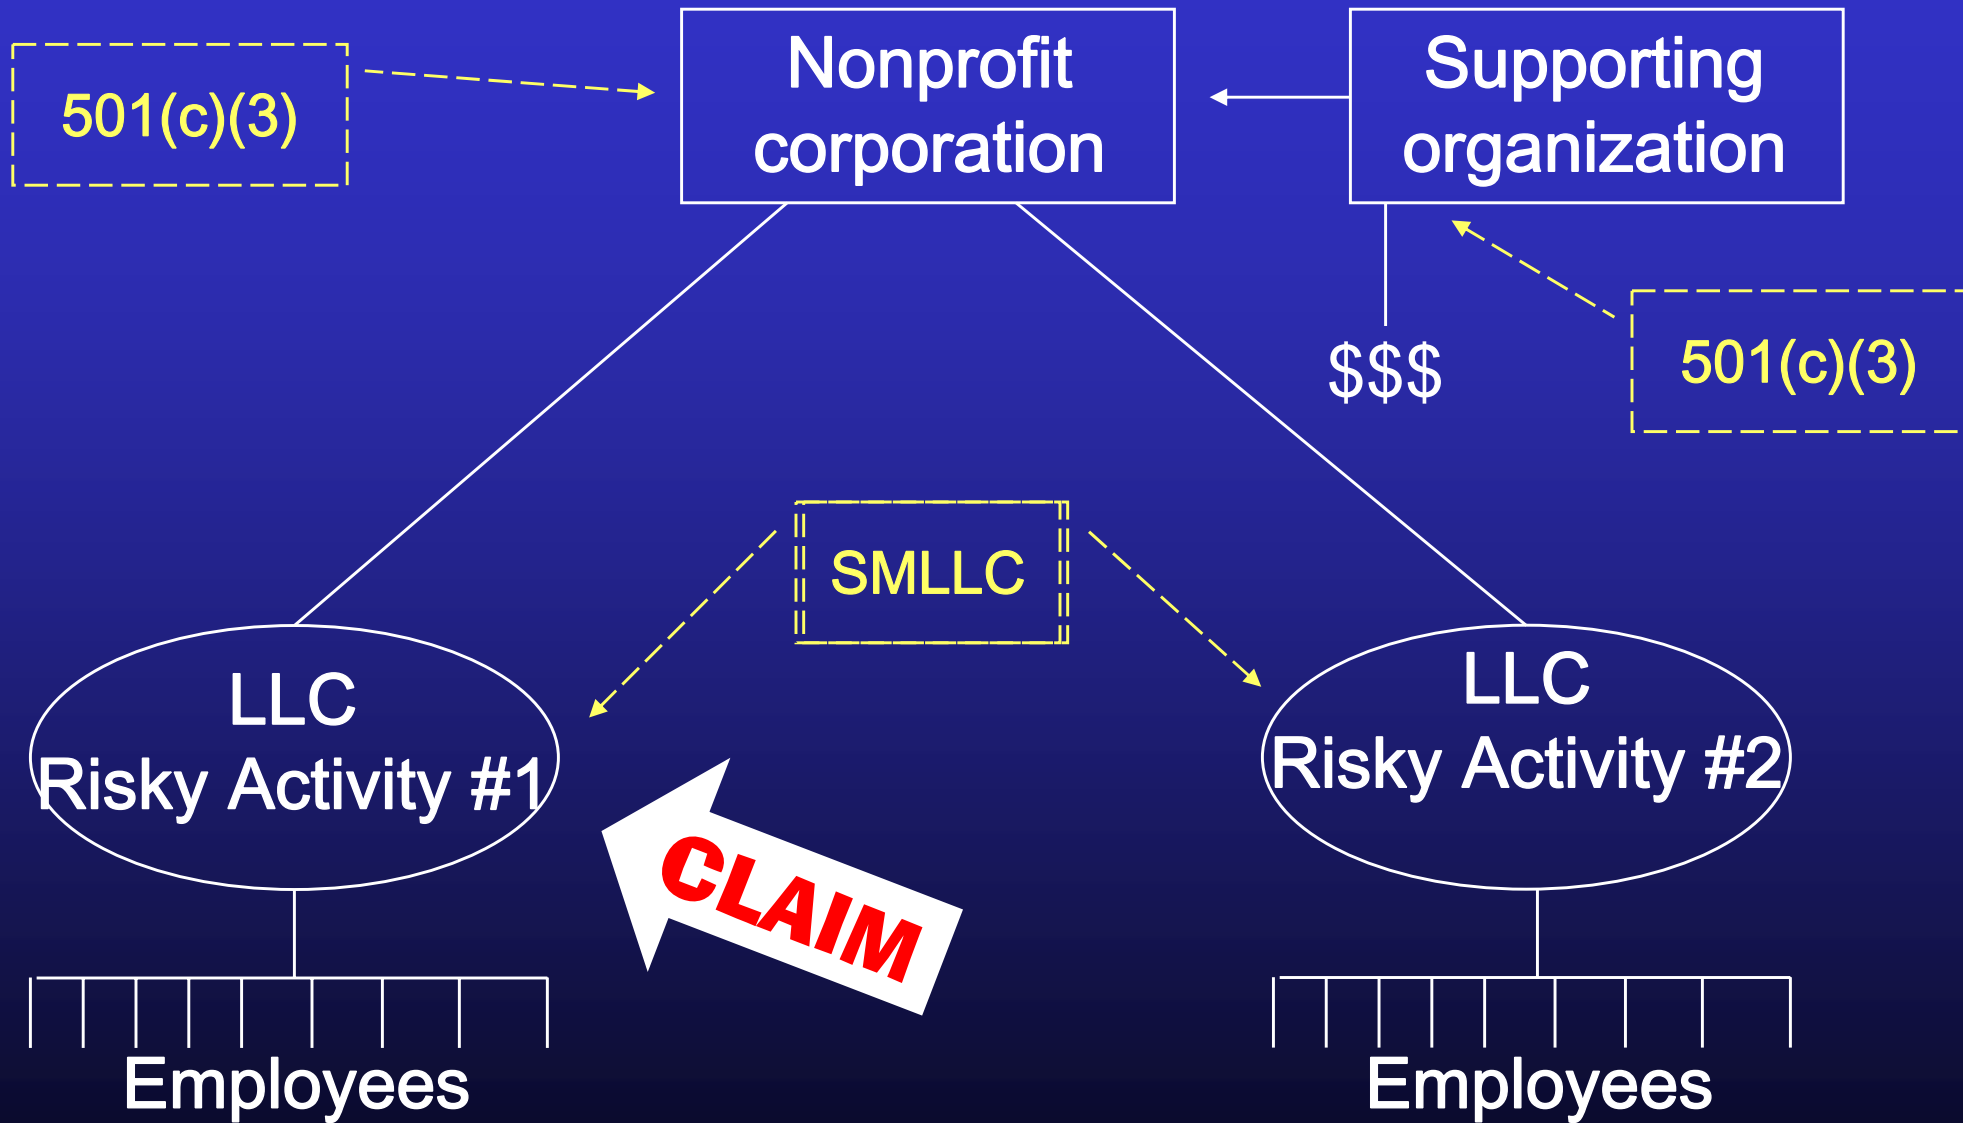 501(c)(3)
Nonprofit
corporation
Supporting
organization
$$$
501(c)(3)
SMLLC
LLC
Risky Activity #1
LLC
Risky Activity #2
CLAIM
Employees
Employees